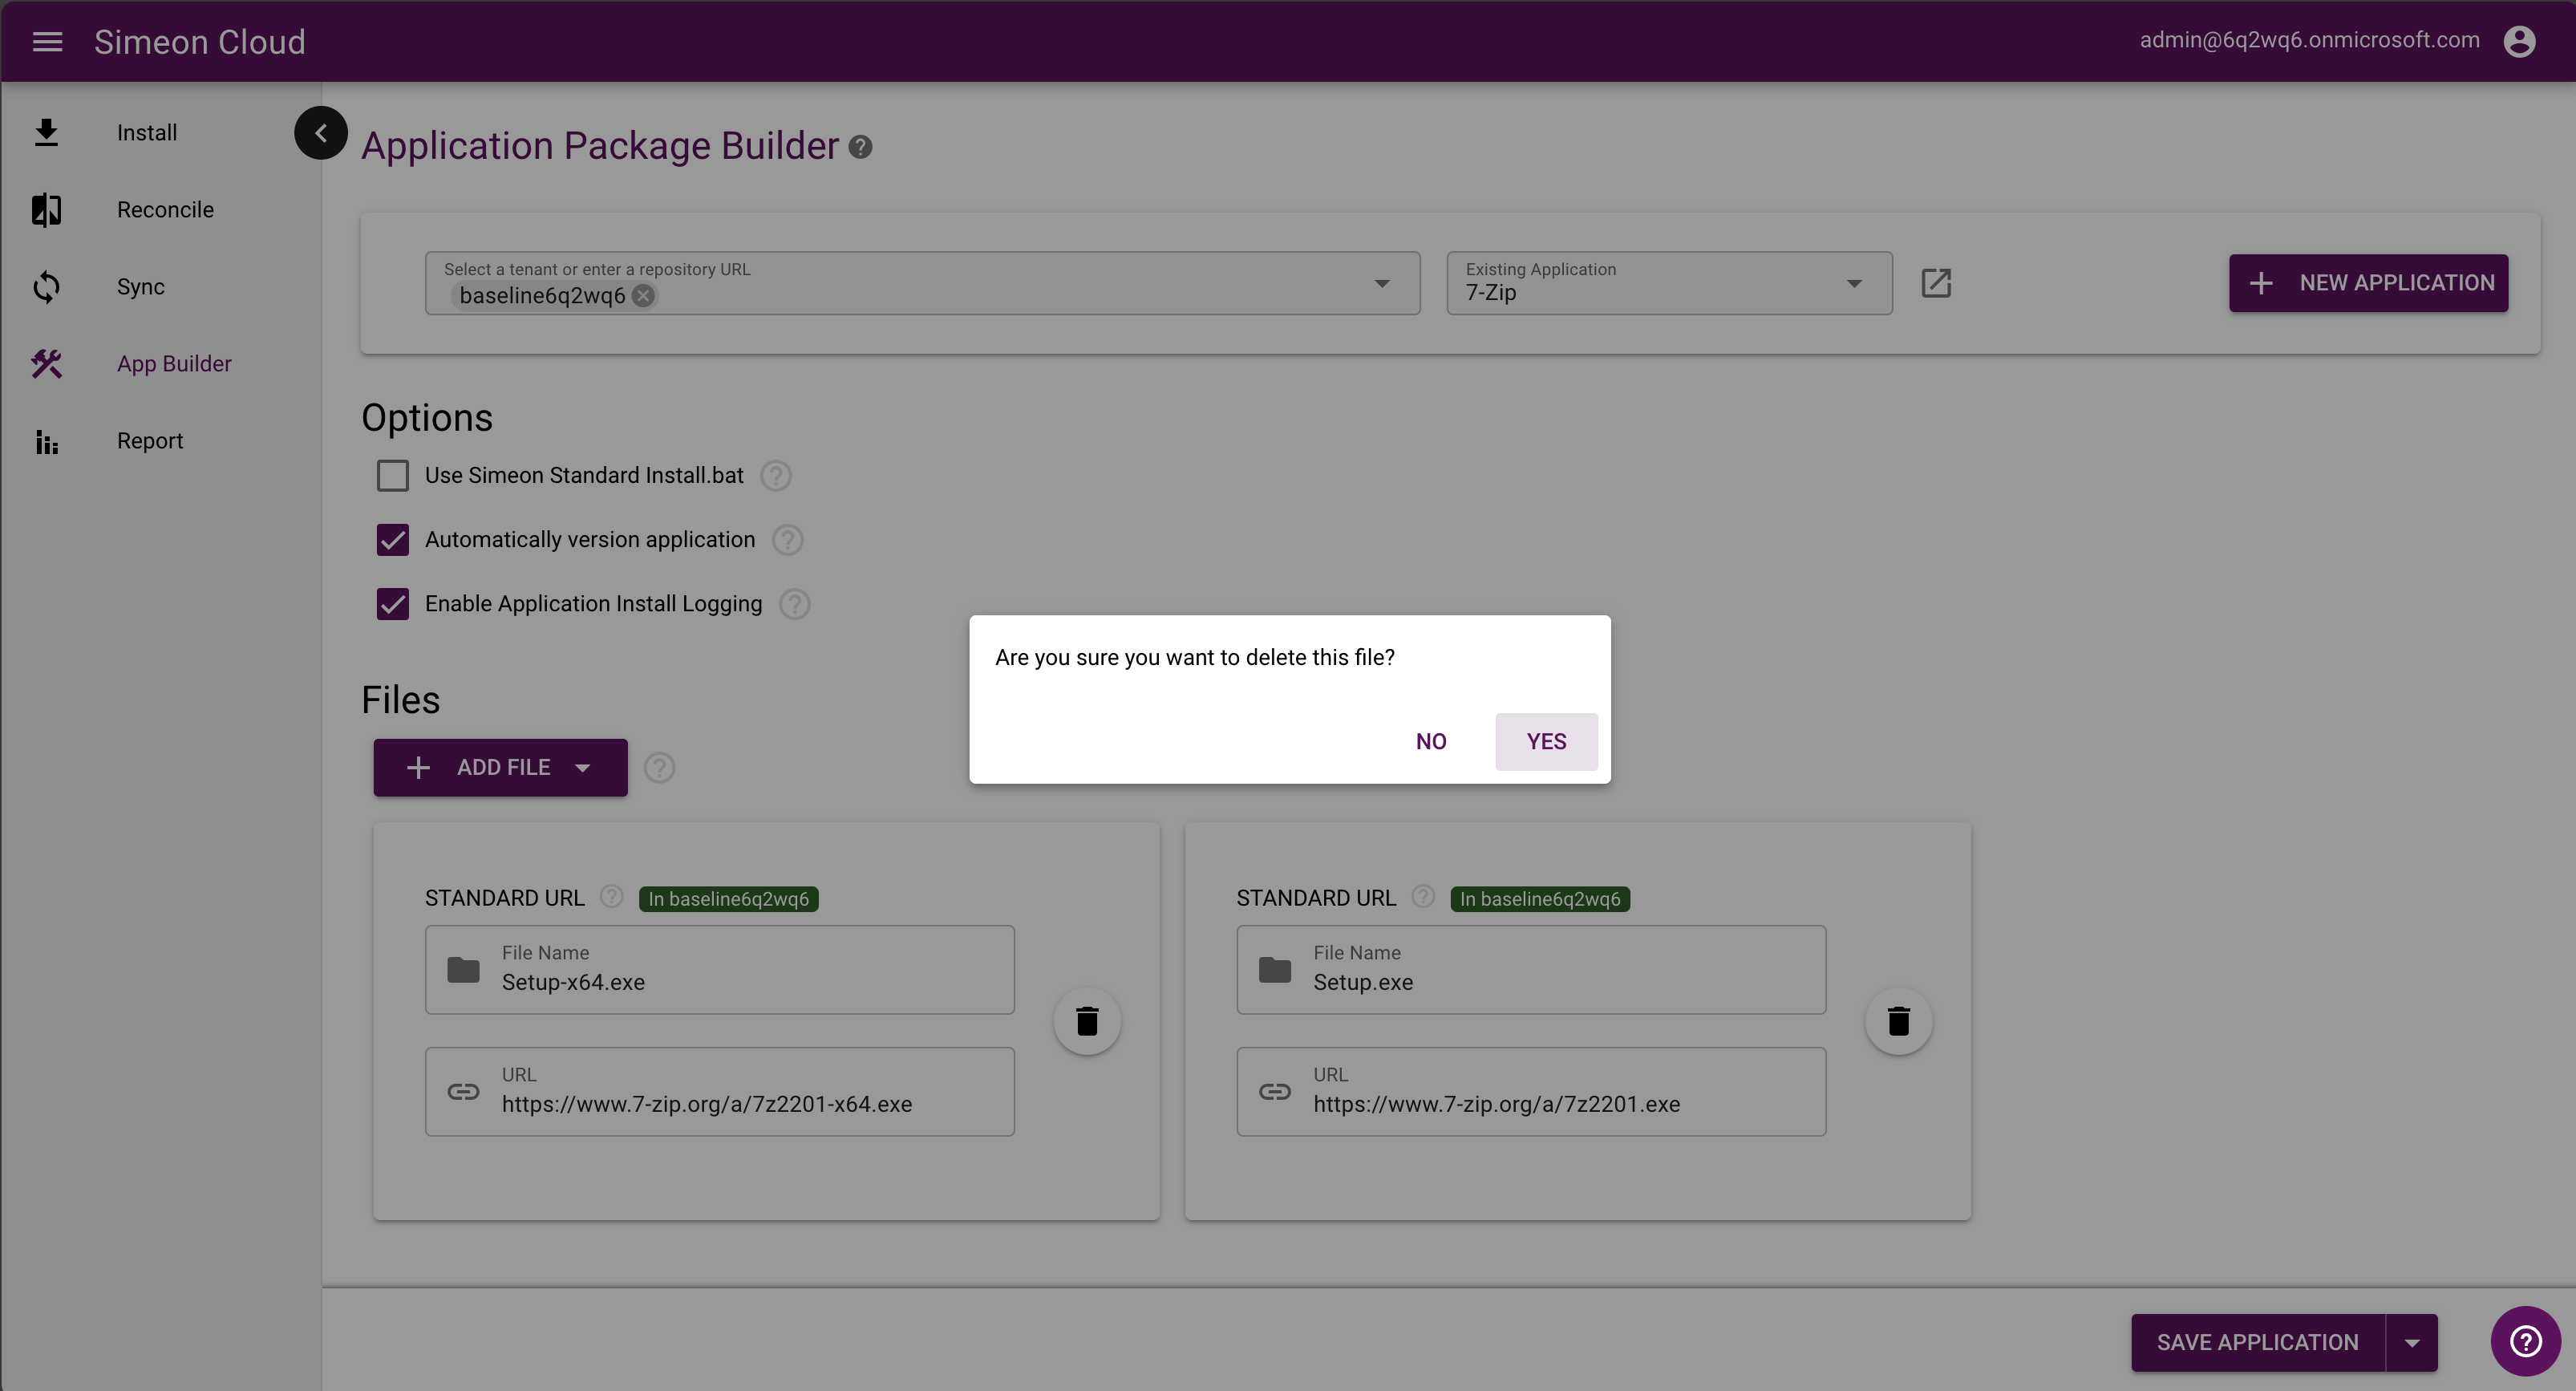 Simeon Cloud
admin@6q2wq6.onmicrosoft.com
Install
Reconcile
Sync
App Builder
Report
Application Package Builder
Select a tenant or enter a repository URL
baseline6q2wq6
Existing Application
7-Zip
NEW APPLICATION
Options
Use Simeon Standard Install.bat
Automatically version application
Enable Application Install Logging
Are you sure you want to delete this file?
NO
YES
Files
ADD FILE
STANDARD URL
In baseline6q2wq6
File Name
Setup-x64.exe
URL
https://www.7-zip.org/a/7z2201-x64.exe
STANDARD URL
In baseline6q2wq6
File Name
Setup.exe
URL
https://www.7-zip.org/a/7z2201.exe
SAVE APPLICATION